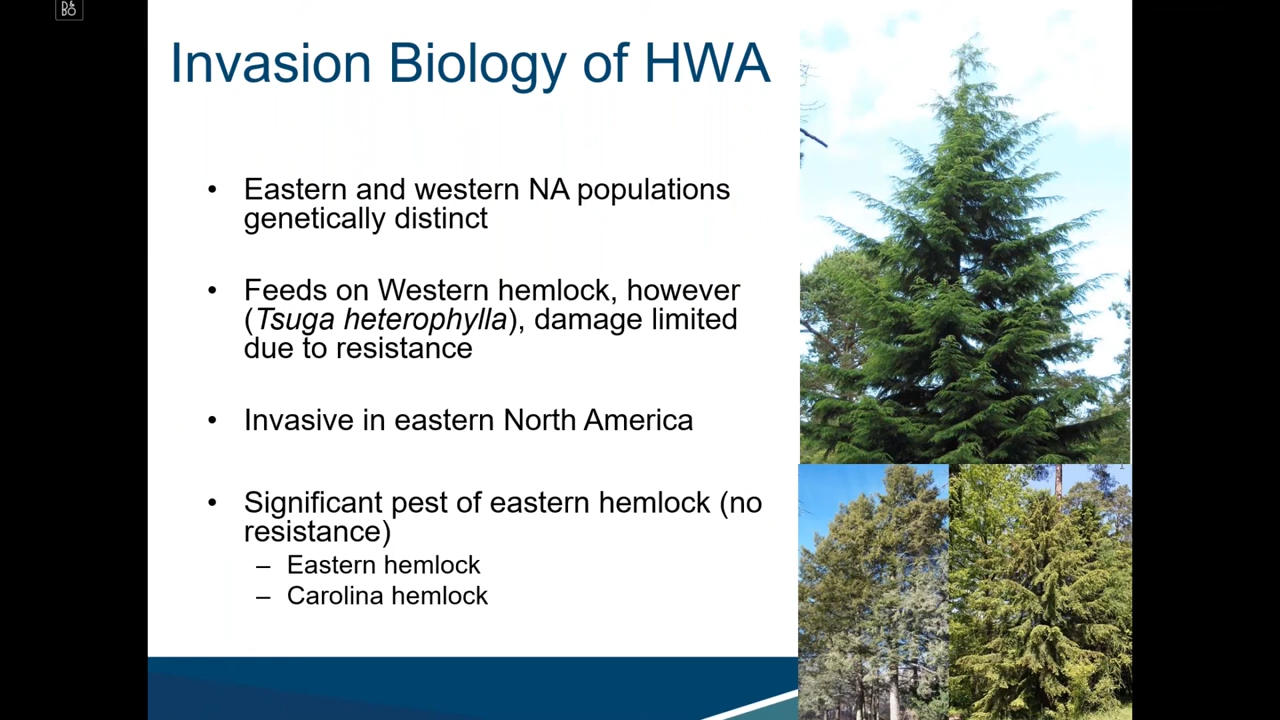 Invasion Biology of HWA
• Eastern and western NA populations
genetically distinct
• Feeds on Western hemlock, however
(Tsuga heterophylla), damage limited
due to resistance
• Invasive in eastern North America
• Significant pest of eastern hemlock (no
resistance)
– Eastern hemlock
– Carolina hemlock